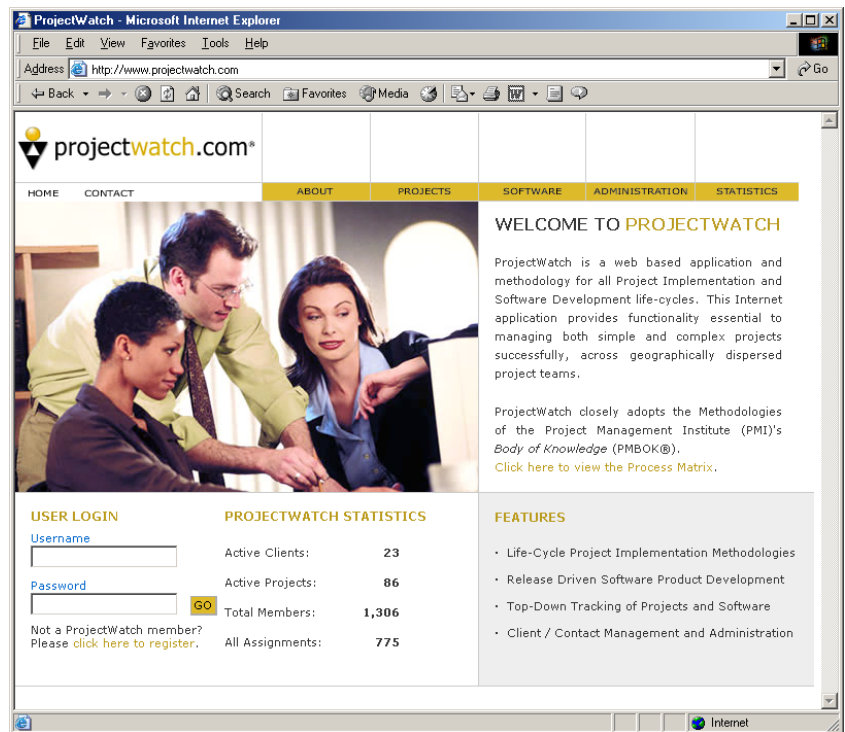 ProjectWatch - Microsoft Internet Explorer
File Edit View Favorites Tools Help
Address http://www.projectwatch.com Go
Back Search Favorites Media
projectwatch.com®
HOME CONTACT ABOUT PROJECTS SOFTWARE ADMINISTRATION STATISTICS
WELCOME TO PROJECTWATCH
ProjectWatch is a web based application and
methodology for all Project Implementation and
Software Development life-cycles. This Internet
application provides functionality essential to
managing both simple and complex projects
successfully, across geographically dispersed
project teams.
ProjectWatch closely adopts the Methodologies
of the Project Management Institute (PMI)'s
Body of Knowledge (PMBOK®).
Click here to view the Process Matrix.
USER LOGIN
Username
Password
GO
Not a ProjectWatch member?
Please click here to register.
PROJECTWATCH STATISTICS
Active Clients: 23
Active Projects: 86
Total Members: 1,306
All Assignments: 775
FEATURES
· Life-Cycle Project Implementation Methodologies
· Release Driven Software Product Development
· Top-Down Tracking of Projects and Software
· Client / Contact Management and Administration
Internet